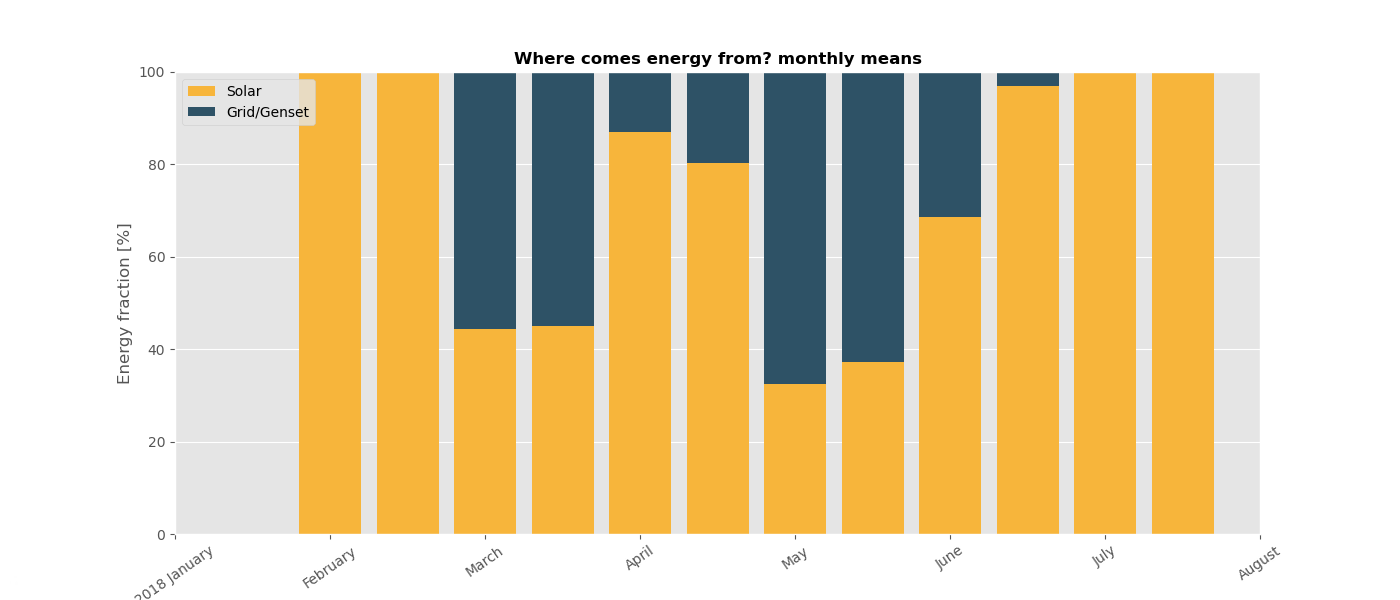 Where comes energy from? monthly means
Solar
Grid/Genset
Energy fraction [%]
100
80
60
40
20
0
2018 January
February
March
April
May
June
July
August